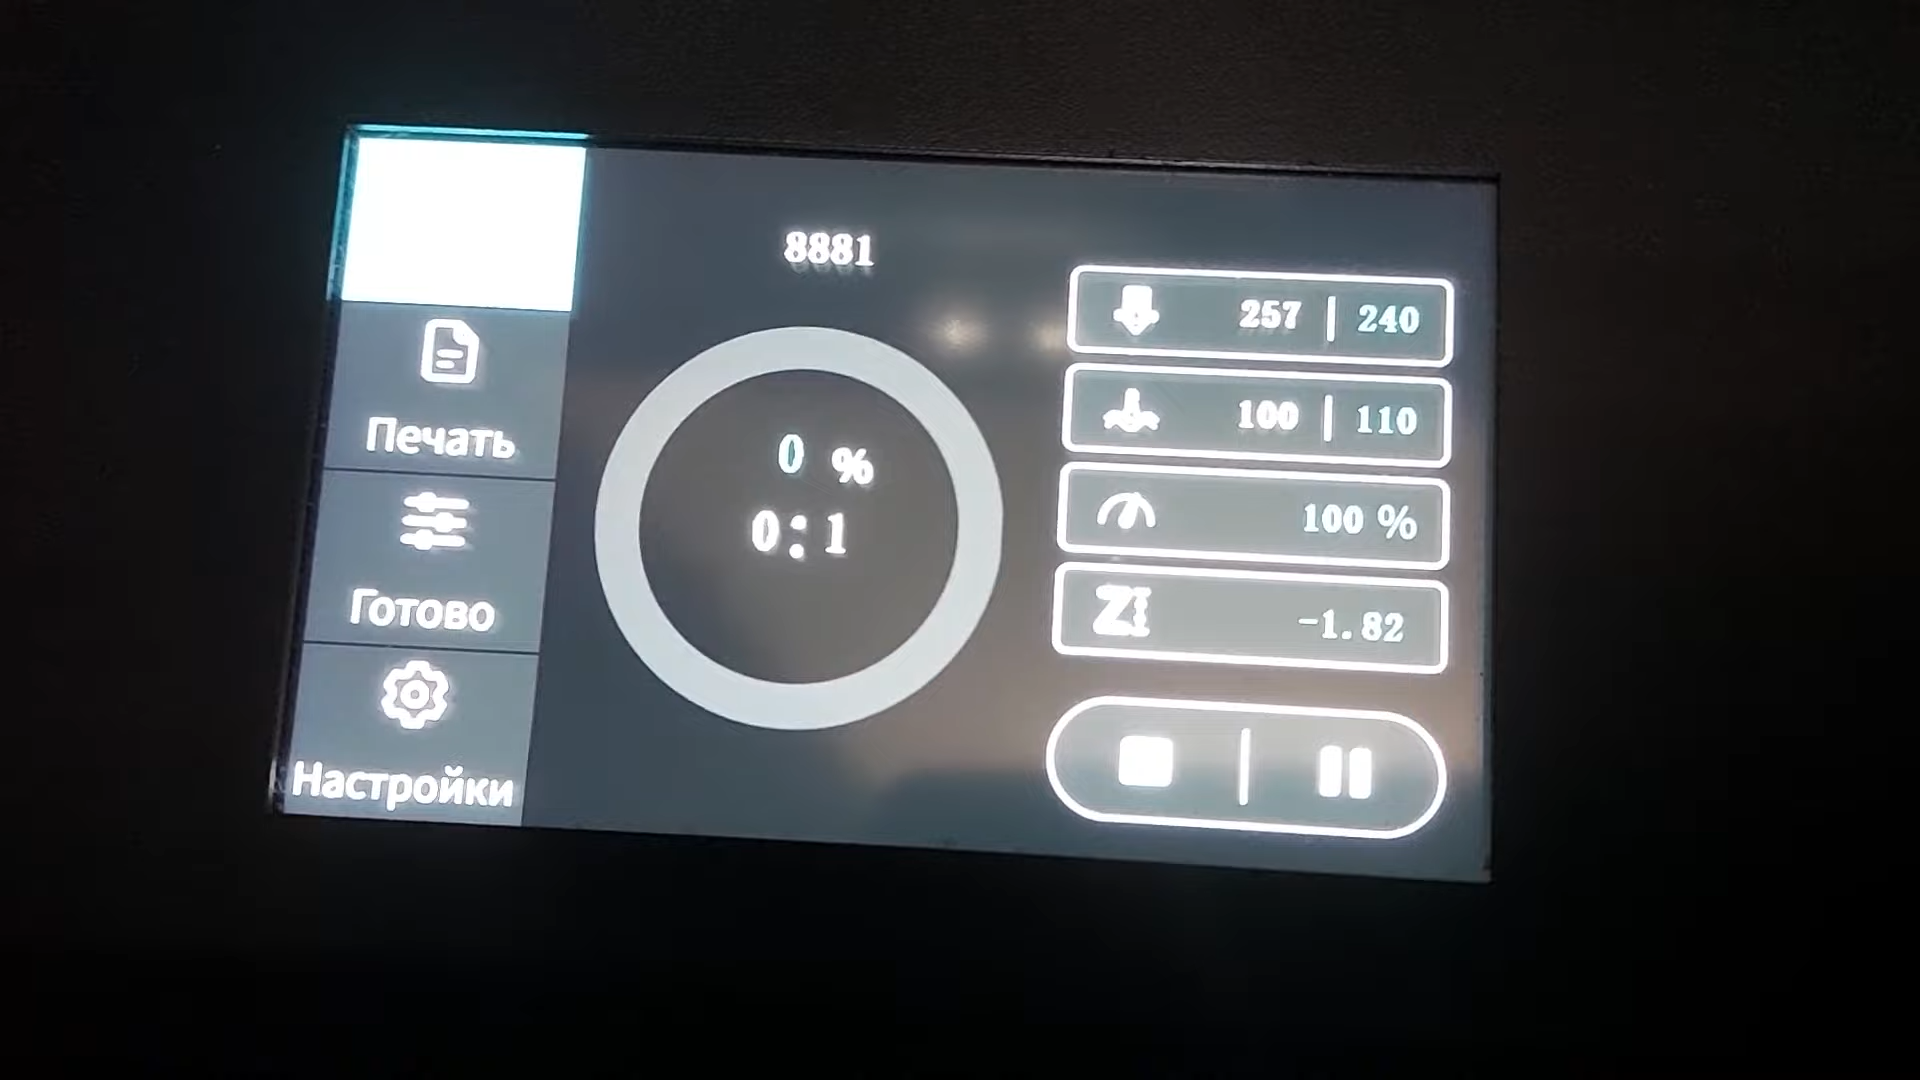 8881
257 | 240
Печать
100 | 110
0 %
0:1
100 %
Готово
-1.82
Настройки